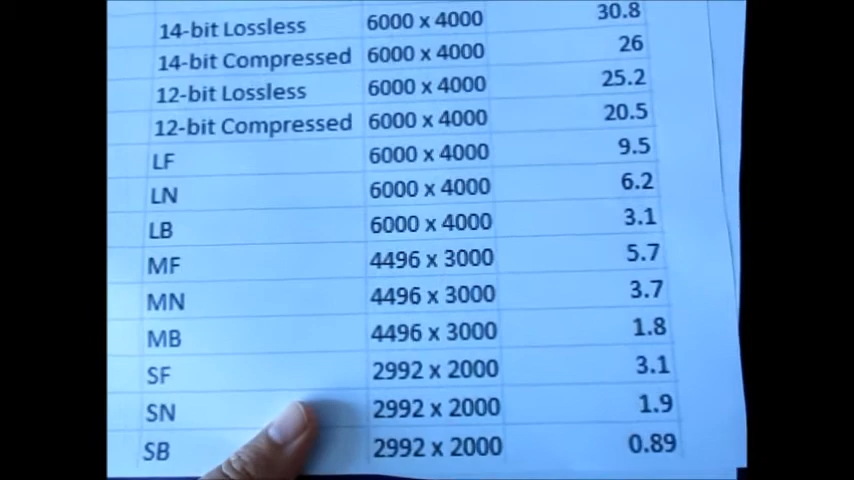 14-bit Lossless 6000 x 4000 30.8
14-bit Compressed 6000 x 4000 26
12-bit Lossless 6000 x 4000 25.2
12-bit Compressed 6000 x 4000 20.5
LF 6000 x 4000 9.5
LN 6000 x 4000 6.2
LB 6000 x 4000 3.1
MF 4496 x 3000 5.7
MN 4496 x 3000 3.7
MB 4496 x 3000 1.8
SF 2992 x 2000 3.1
SN 2992 x 2000 1.9
SB 2992 x 2000 0.89